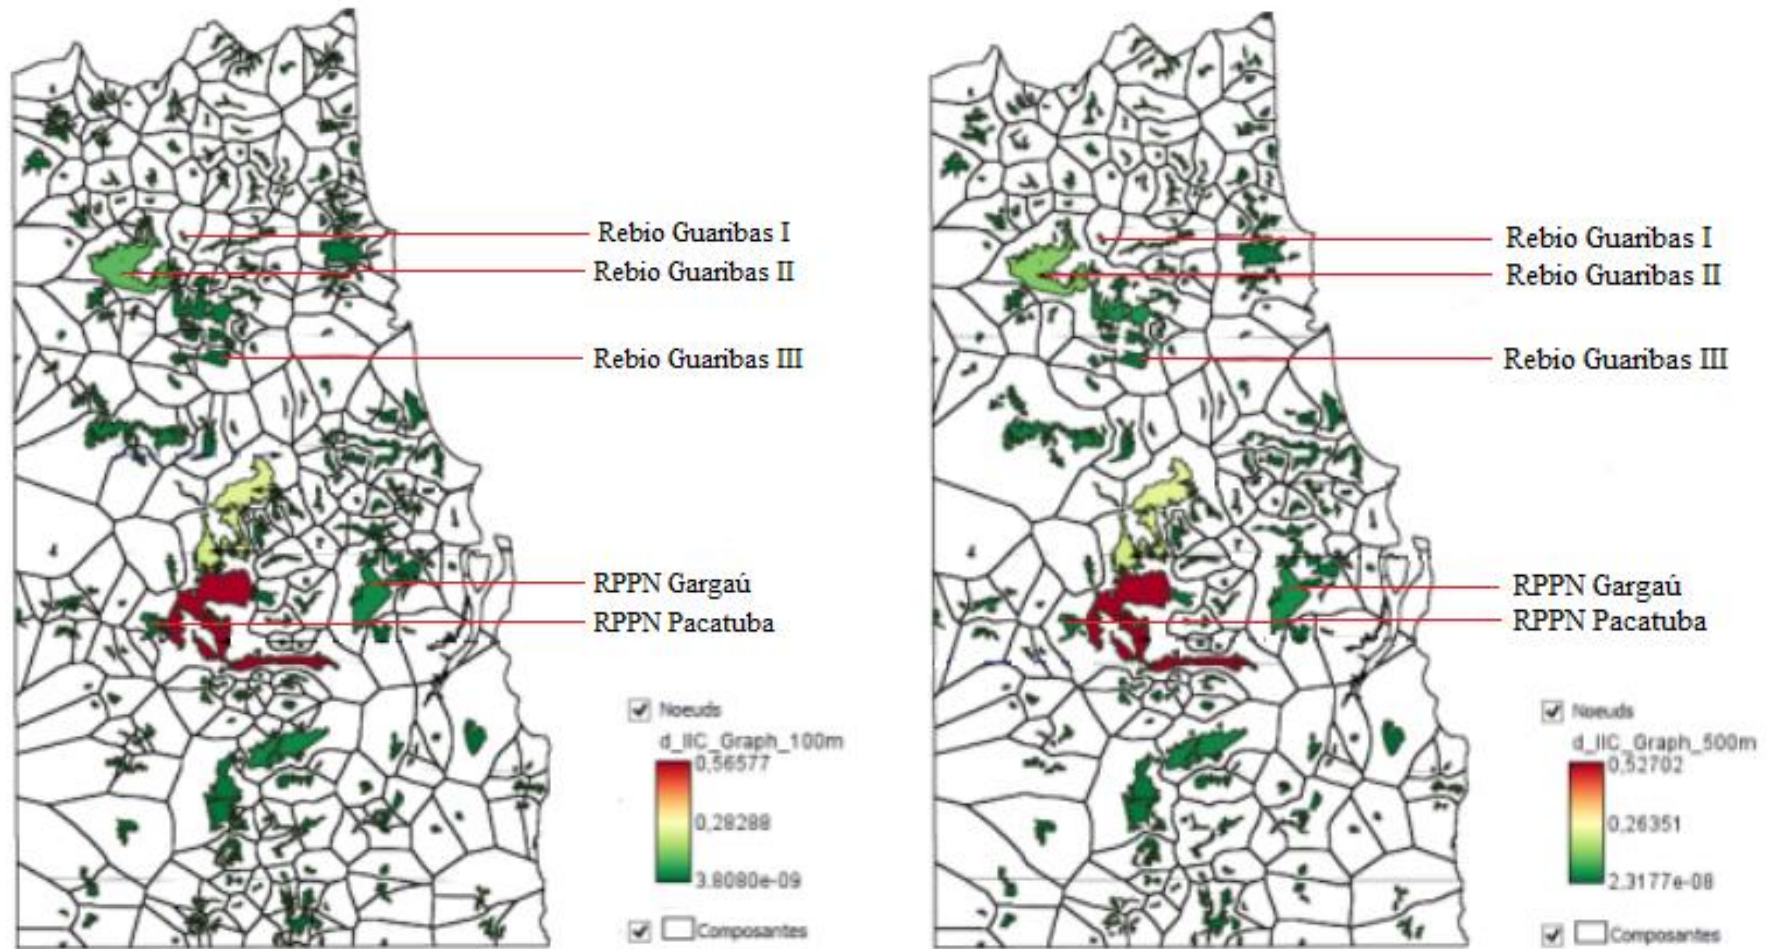 Rebio Guaribas I
Rebio Guaribas II
Rebio Guaribas III
RPPN Gargaú
RPPN Pacatuba
Noeuds
d_IIC_Graph_100m
0,56577
0,28288
3.8080e-09
Composantes
Rebio Guaribas I
Rebio Guaribas II
Rebio Guaribas III
RPPN Gargaú
RPPN Pacatuba
Noeuds
d_IIC_Graph_500m
0,52702
0,26351
2.3177e-08
Composantes